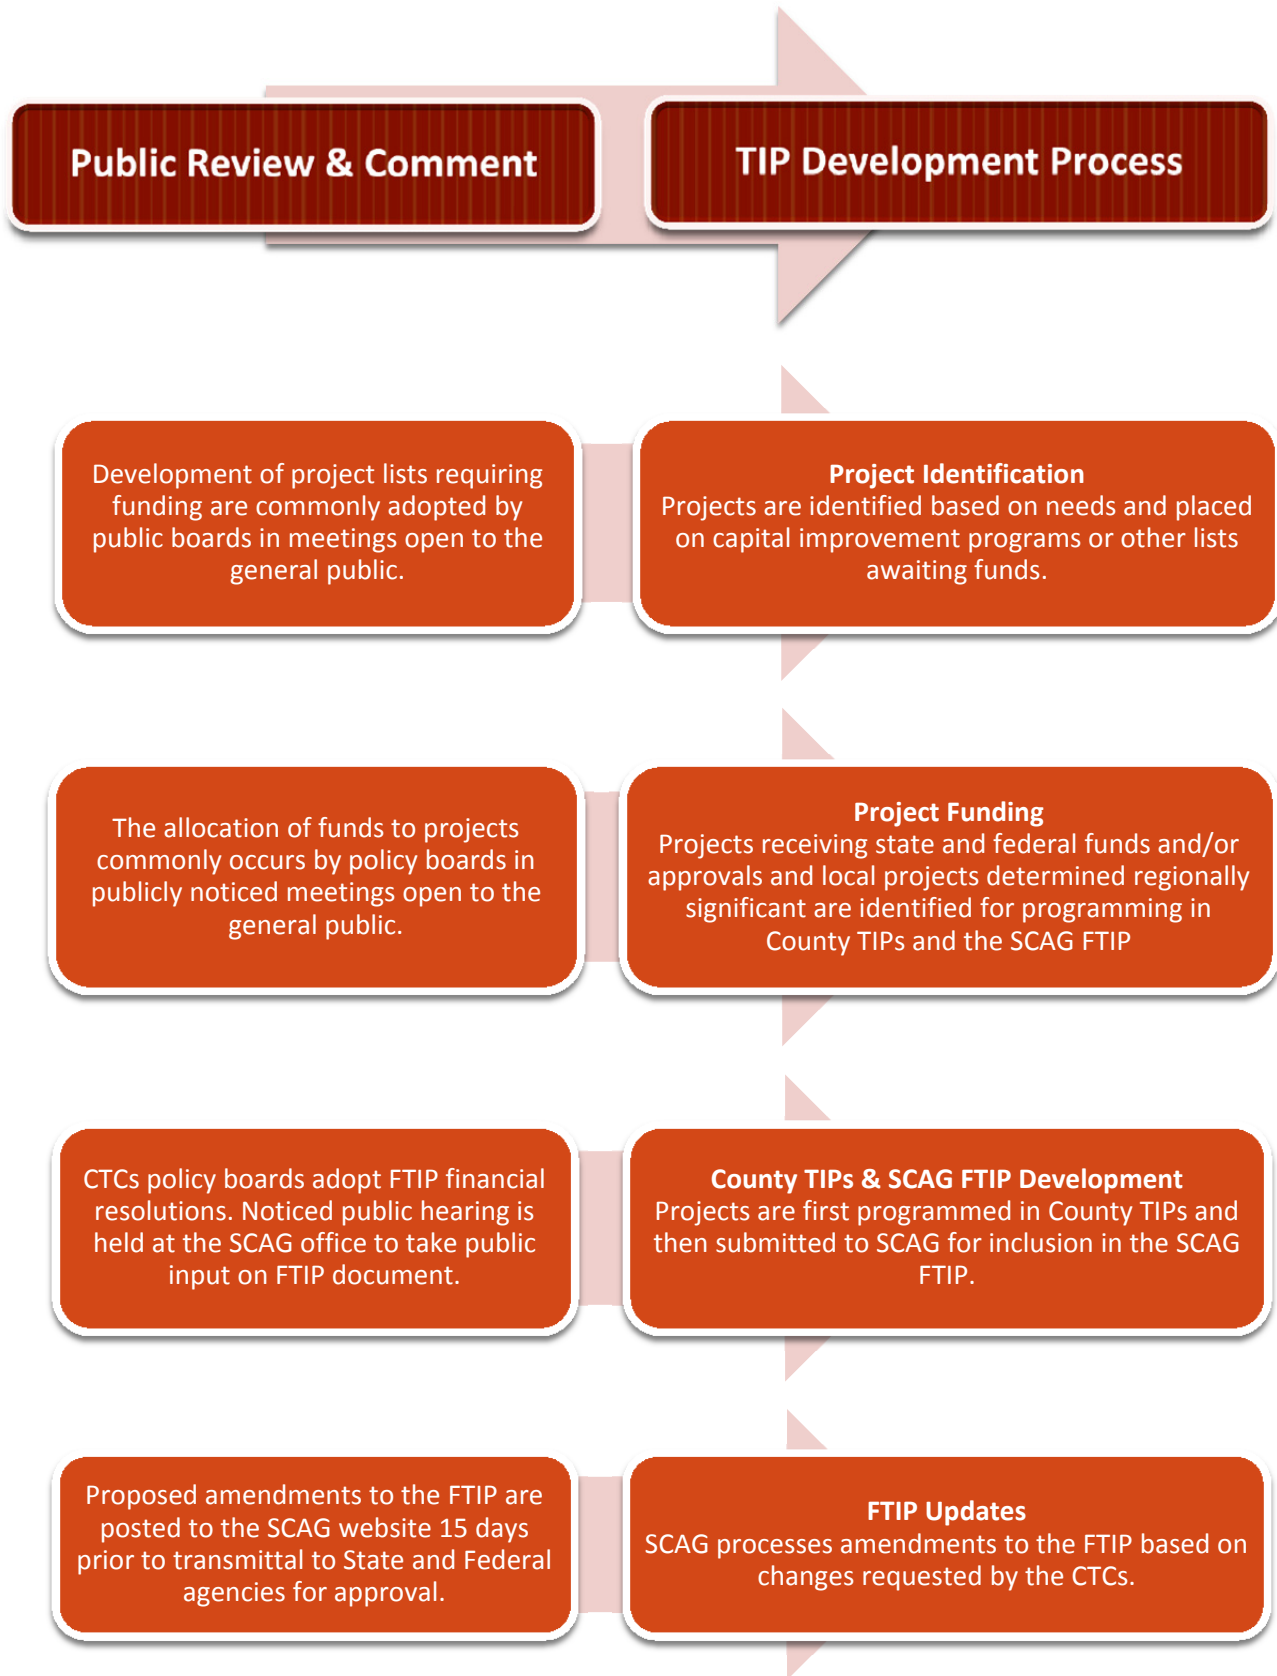 Public Review & Comment
TIP Development Process
Development of project lists requiring
funding are commonly adopted by
public boards in meetings open to the
general public.
Project Identification
Projects are identified based on needs and placed
on capital improvement programs or other lists
awaiting funds.
The allocation of funds to projects
commonly occurs by policy boards in
publicly noticed meetings open to the
general public.
Project Funding
Projects receiving state and federal funds and/or
approvals and local projects determined regionally
significant are identified for programming in
County TIPs and the SCAG FTIP
CTCs policy boards adopt FTIP financial
resolutions. Noticed public hearing is
held at the SCAG office to take public
input on FTIP document.
County TIPs & SCAG FTIP Development
Projects are first programmed in County TIPs and
then submitted to SCAG for inclusion in the SCAG
FTIP.
Proposed amendments to the FTIP are
posted to the SCAG website 15 days
prior to transmittal to State and Federal
agencies for approval.
FTIP Updates
SCAG processes amendments to the FTIP based on
changes requested by the CTCs.